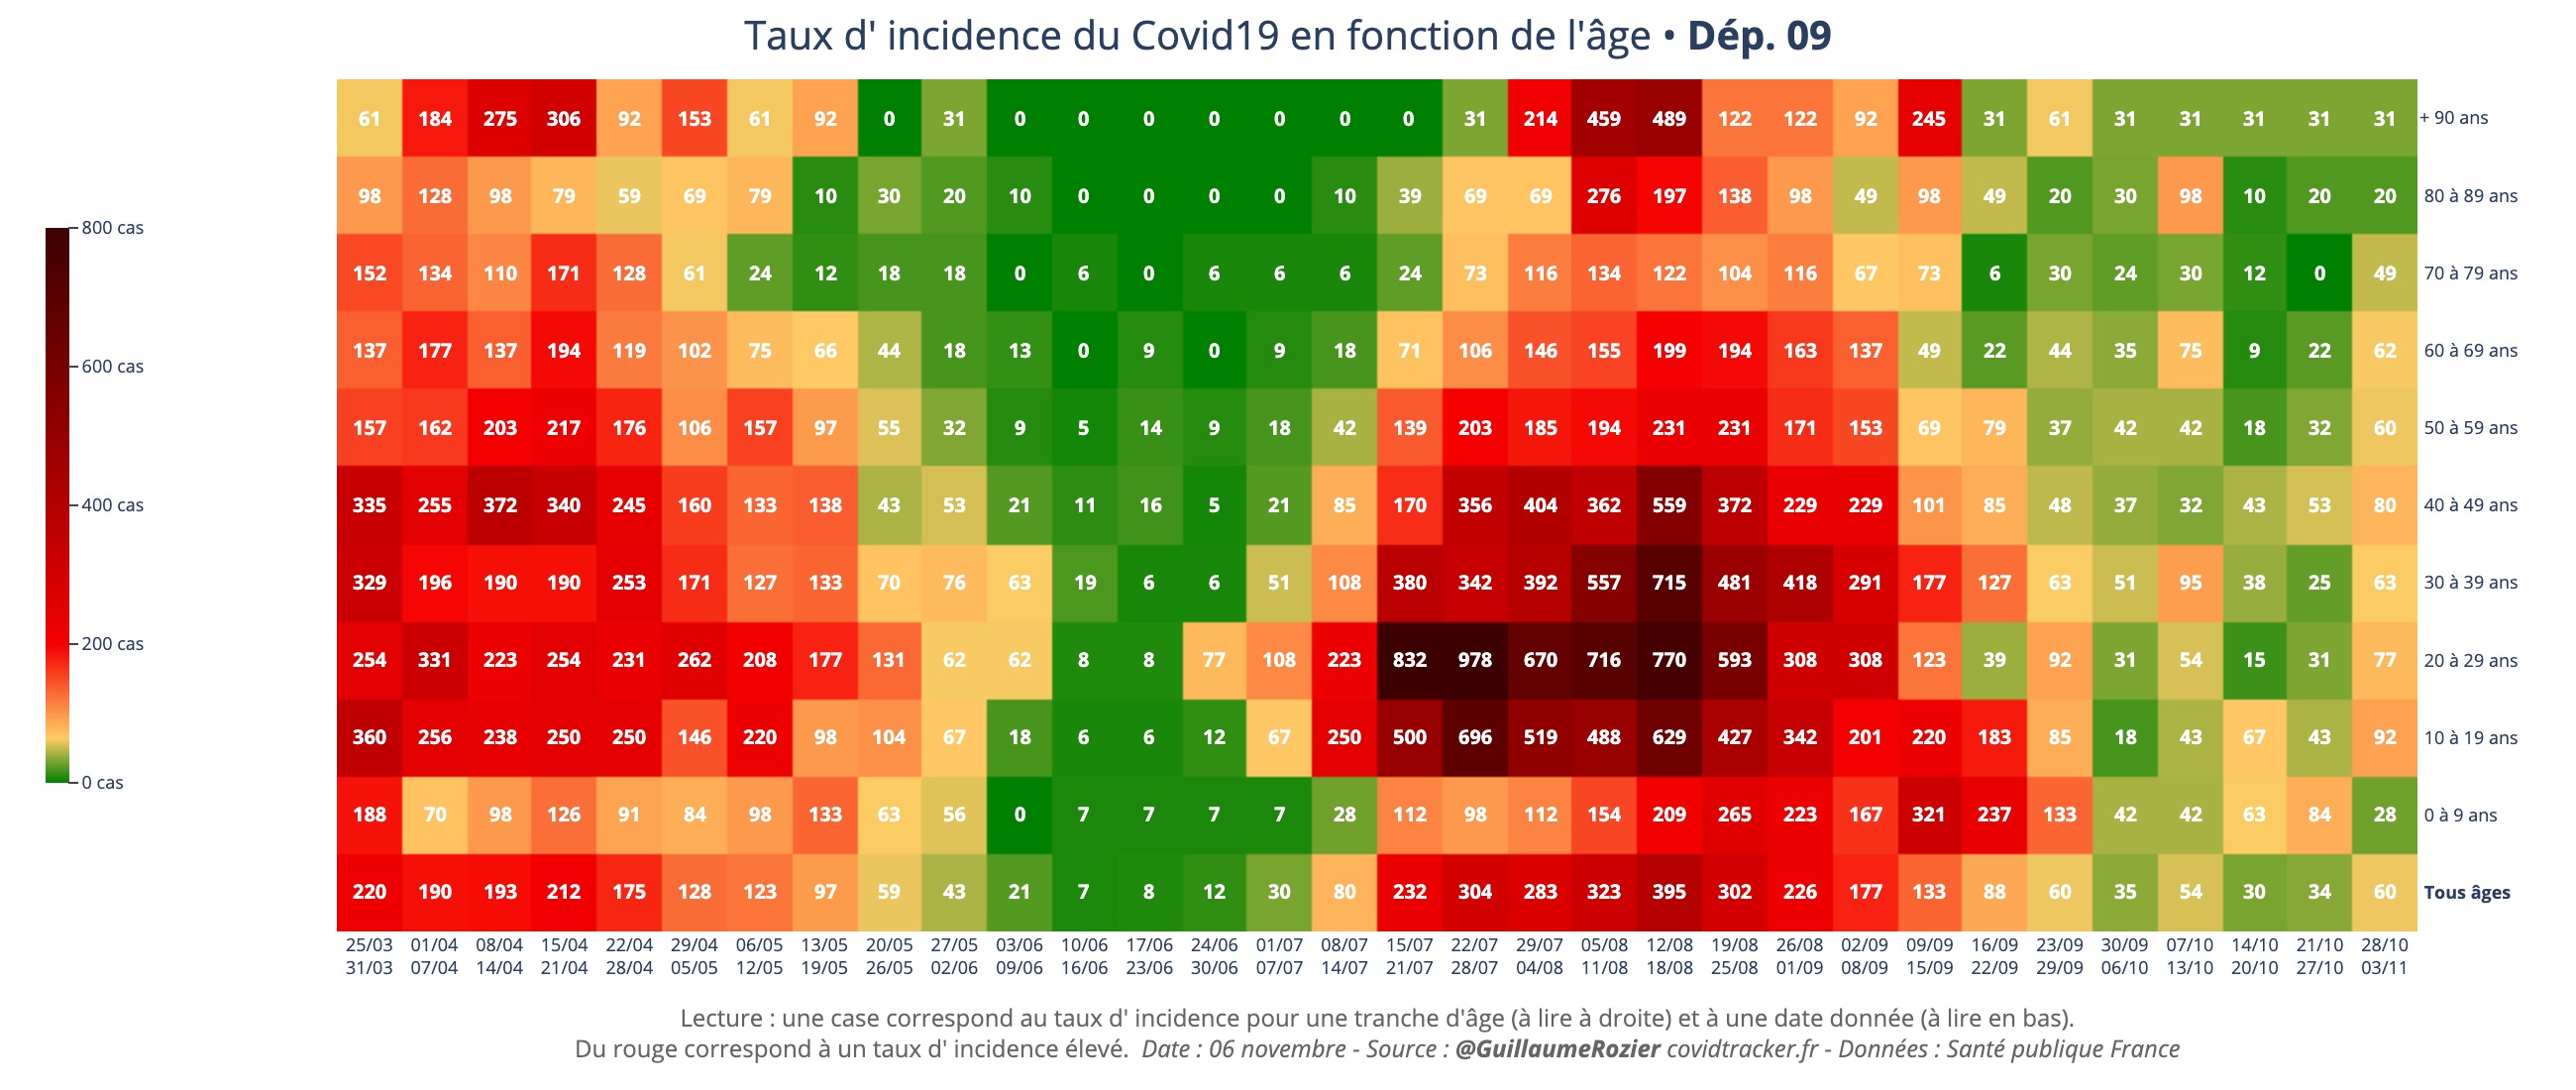 Taux d' incidence du Covid19 en fonction de l'âge • Dép. 09
61 184 275 306 92 153 61 92 0 31 0 0 0 0 0 0 0 31 214 459 489 122 122 92 245 31 61 31 31 31 31 31 + 90 ans
98 128 98 79 59 69 79 10 30 20 10 0 0 0 0 10 39 69 69 276 197 138 98 49 98 49 20 30 98 10 20 20 80 à 89 ans
800 cas
152 134 110 171 128 61 24 12 18 18 0 6 0 6 6 6 24 73 116 134 122 104 116 67 73 6 30 24 30 12 0 49 70 à 79 ans
137 177 137 194 119 102 75 66 44 18 13 0 9 0 9 18 71 106 146 155 199 194 163 137 49 22 44 35 75 9 22 62 60 à 69 ans
600 cas
157 162 203 217 176 106 157 97 55 32 9 5 14 9 18 42 139 203 185 194 231 231 171 153 69 79 37 42 42 18 32 60 50 à 59 ans
400 cas
335 255 372 340 245 160 133 138 43 53 21 11 16 5 21 85 170 356 404 362 559 372 229 229 101 85 48 37 32 43 53 80 40 à 49 ans
329 196 190 190 253 171 127 133 70 76 63 19 6 6 51 108 380 342 392 557 715 481 418 291 177 127 63 51 95 38 25 63 30 à 39 ans
200 cas
254 331 223 254 231 262 208 177 131 62 62 8 8 77 108 223 832 978 670 716 770 593 308 308 123 39 92 31 54 15 31 77 20 à 29 ans
360 256 238 250 250 146 220 98 104 67 18 6 6 12 67 250 500 696 519 488 629 427 342 201 220 183 85 18 43 67 43 92 10 à 19 ans
0 cas
188 70 98 126 91 84 98 133 63 56 0 7 7 7 7 28 112 98 112 154 209 265 223 167 321 237 133 42 42 63 84 28 0 à 9 ans
220 190 193 212 175 128 123 97 59 43 21 7 8 12 30 80 232 304 283 323 395 302 226 177 133 88 60 35 54 30 34 60 Tous âges
25/03 01/04 08/04 15/04 22/04 29/04 06/05 13/05 20/05 27/05 03/06 10/06 17/06 24/06 01/07 08/07 15/07 22/07 29/07 05/08 12/08 19/08 26/08 02/09 09/09 16/09 23/09 30/09 07/10 14/10 21/10 28/10
31/03 07/04 14/04 21/04 28/04 05/05 12/05 19/05 26/05 02/06 09/06 16/06 23/06 30/06 07/07 14/07 21/07 28/07 04/08 11/08 18/08 25/08 01/09 08/09 15/09 22/09 29/09 06/10 13/10 20/10 27/10 03/11
Lecture : une case correspond au taux d' incidence pour une tranche d'âge (à lire à droite) et à une date donnée (à lire en bas).
Du rouge correspond à un taux d' incidence élevé. Date : 06 novembre - Source : @GuillaumeRozier covidtracker.fr - Données : Santé publique France